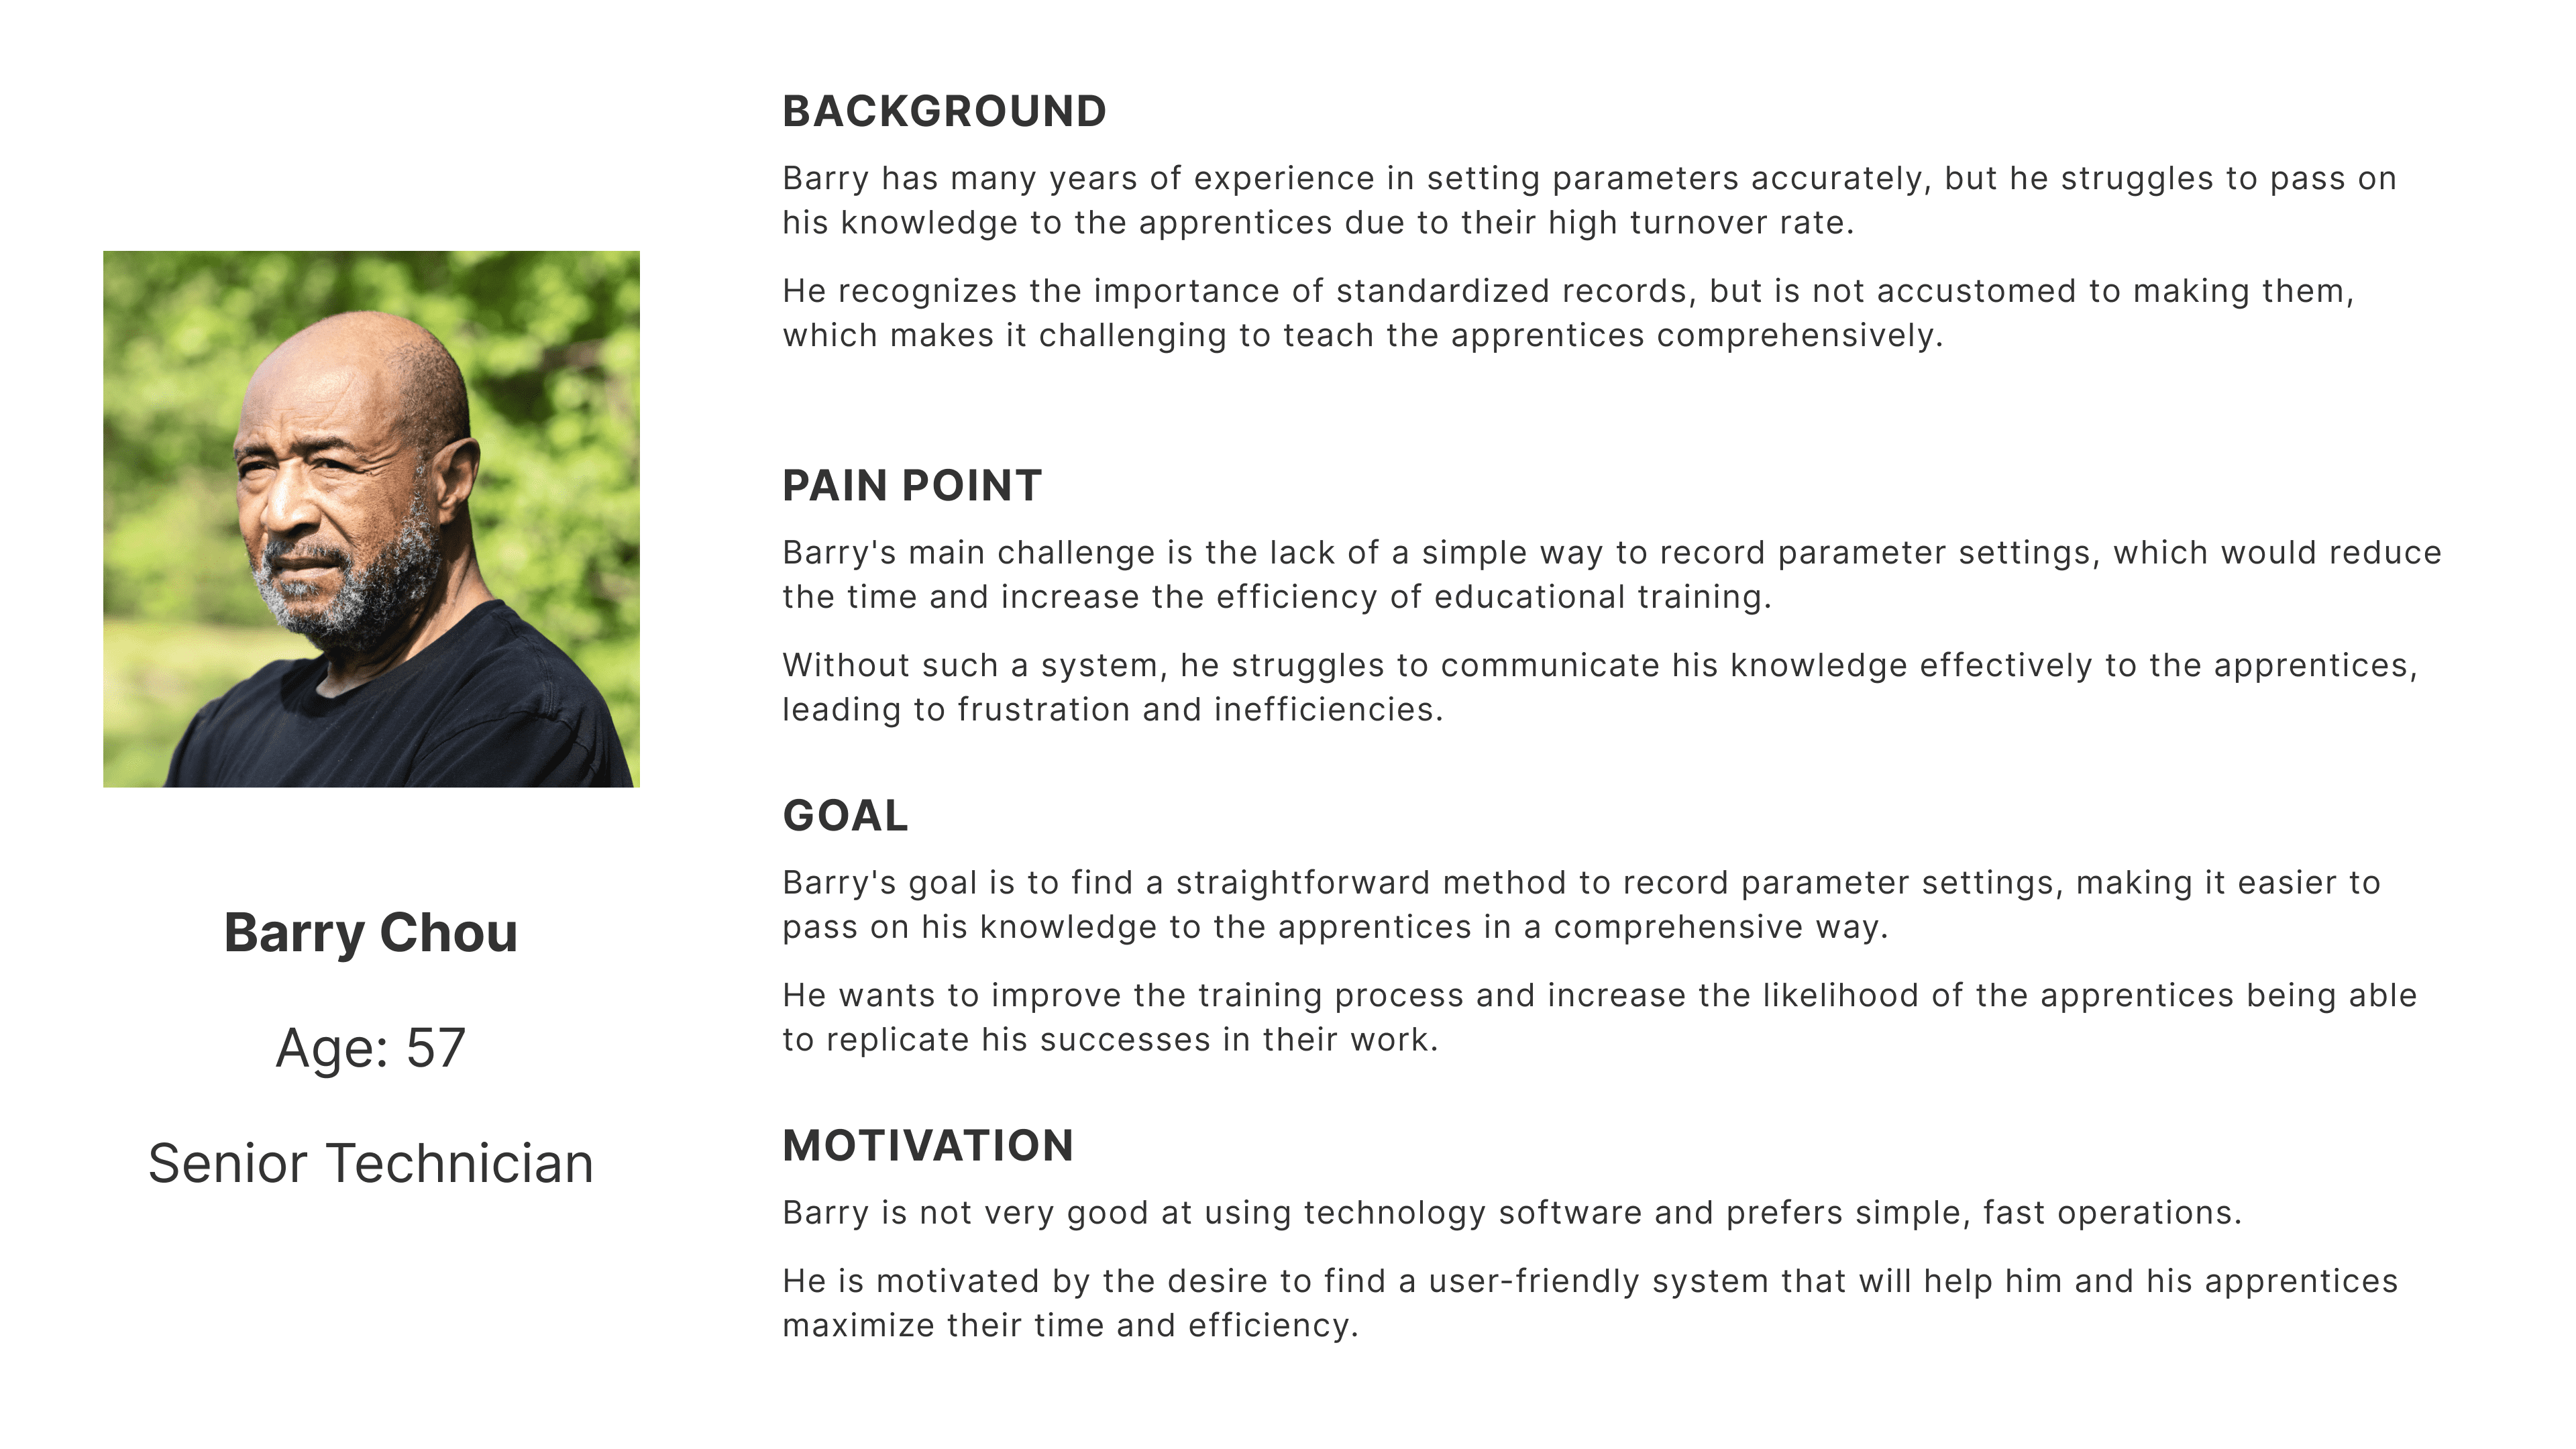 BACKGROUND
Barry has many years of experience in setting parameters accurately, but he struggles to pass on
his knowledge to the apprentices due to their high turnover rate.
He recognizes the importance of standardized records, but is not accustomed to making them,
which makes it challenging to teach the apprentices comprehensively.
PAIN POINT
Barry's main challenge is the lack of a simple way to record parameter settings, which would reduce
the time and increase the efficiency of educational training.
Without such a system, he struggles to communicate his knowledge effectively to the apprentices,
leading to frustration and inefficiencies.
GOAL
Barry's goal is to find a straightforward method to record parameter settings, making it easier to
pass on his knowledge to the apprentices in a comprehensive way.
He wants to improve the training process and increase the likelihood of the apprentices being able
to replicate his successes in their work.
MOTIVATION
Barry is not very good at using technology software and prefers simple, fast operations.
He is motivated by the desire to find a user-friendly system that will help him and his apprentices
maximize their time and efficiency.
Barry Chou
Age: 57
Senior Technician